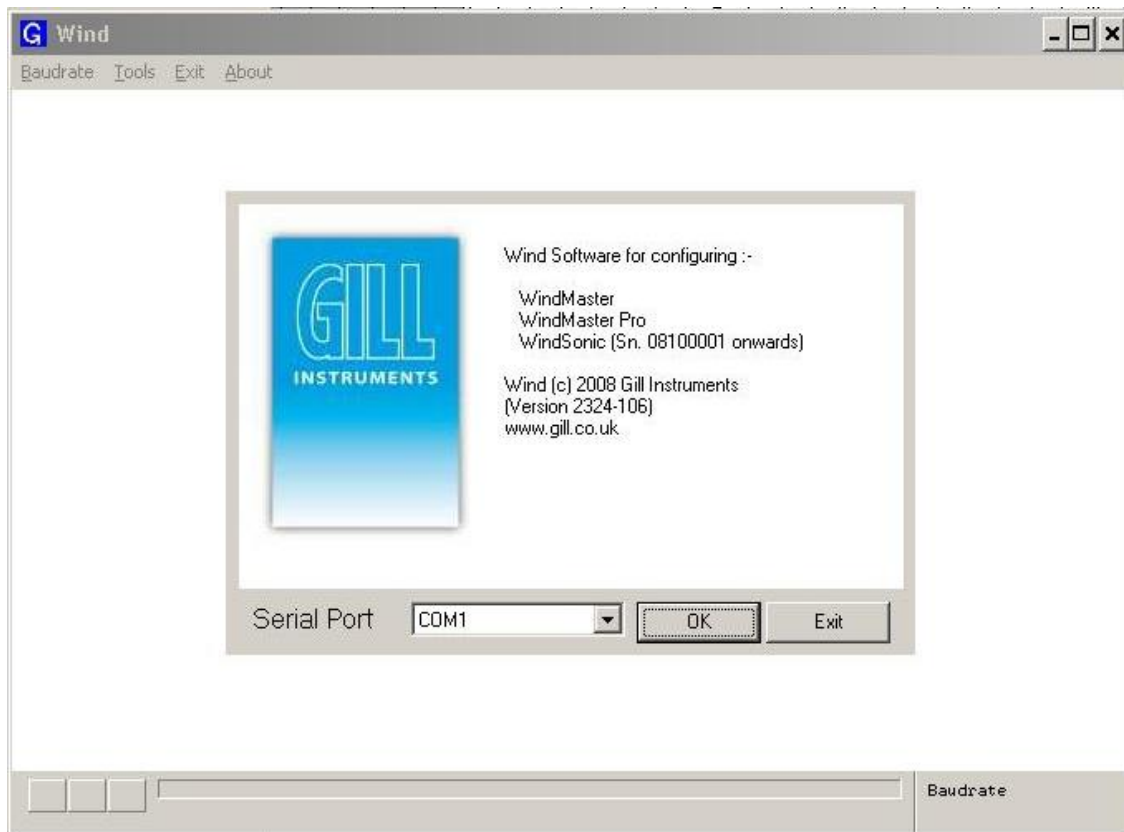 G Wind
Baudrate Tools Exit About
GILL
INSTRUMENTS
Wind Software for configuring :-
WindMaster
WindMaster Pro
WindSonic (Sn. 08100001 onwards)
Wind (c) 2008 Gill Instruments
(Version 2324-106)
www.gill.co.uk
Serial Port COM1 OK Exit
Baudrate